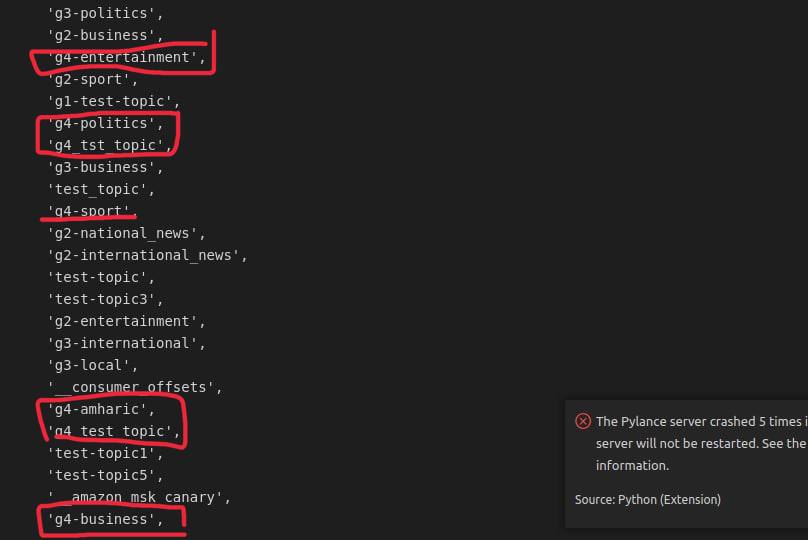 'g3-politics',
'g2-business',
'g4-entertainment',
'g2-sport',
'g1-test-topic',
'g4-politics',
'g4_tst_topic',
'g3-business',
'test_topic',
'g4-sport',
'g2-national_news',
'g2-international_news',
'test-topic',
'test-topic3',
'g2-entertainment',
'g3-international',
'g3-local',
'__consumer_offsets',
'g4-amharic',
'g4_test_topic',
'test-topic1',
'test-topic5',
'__amazon_msk_canary',
'g4-business',
The Pylance server crashed 5 times i
server will not be restarted. See the
information.
Source: Python (Extension)